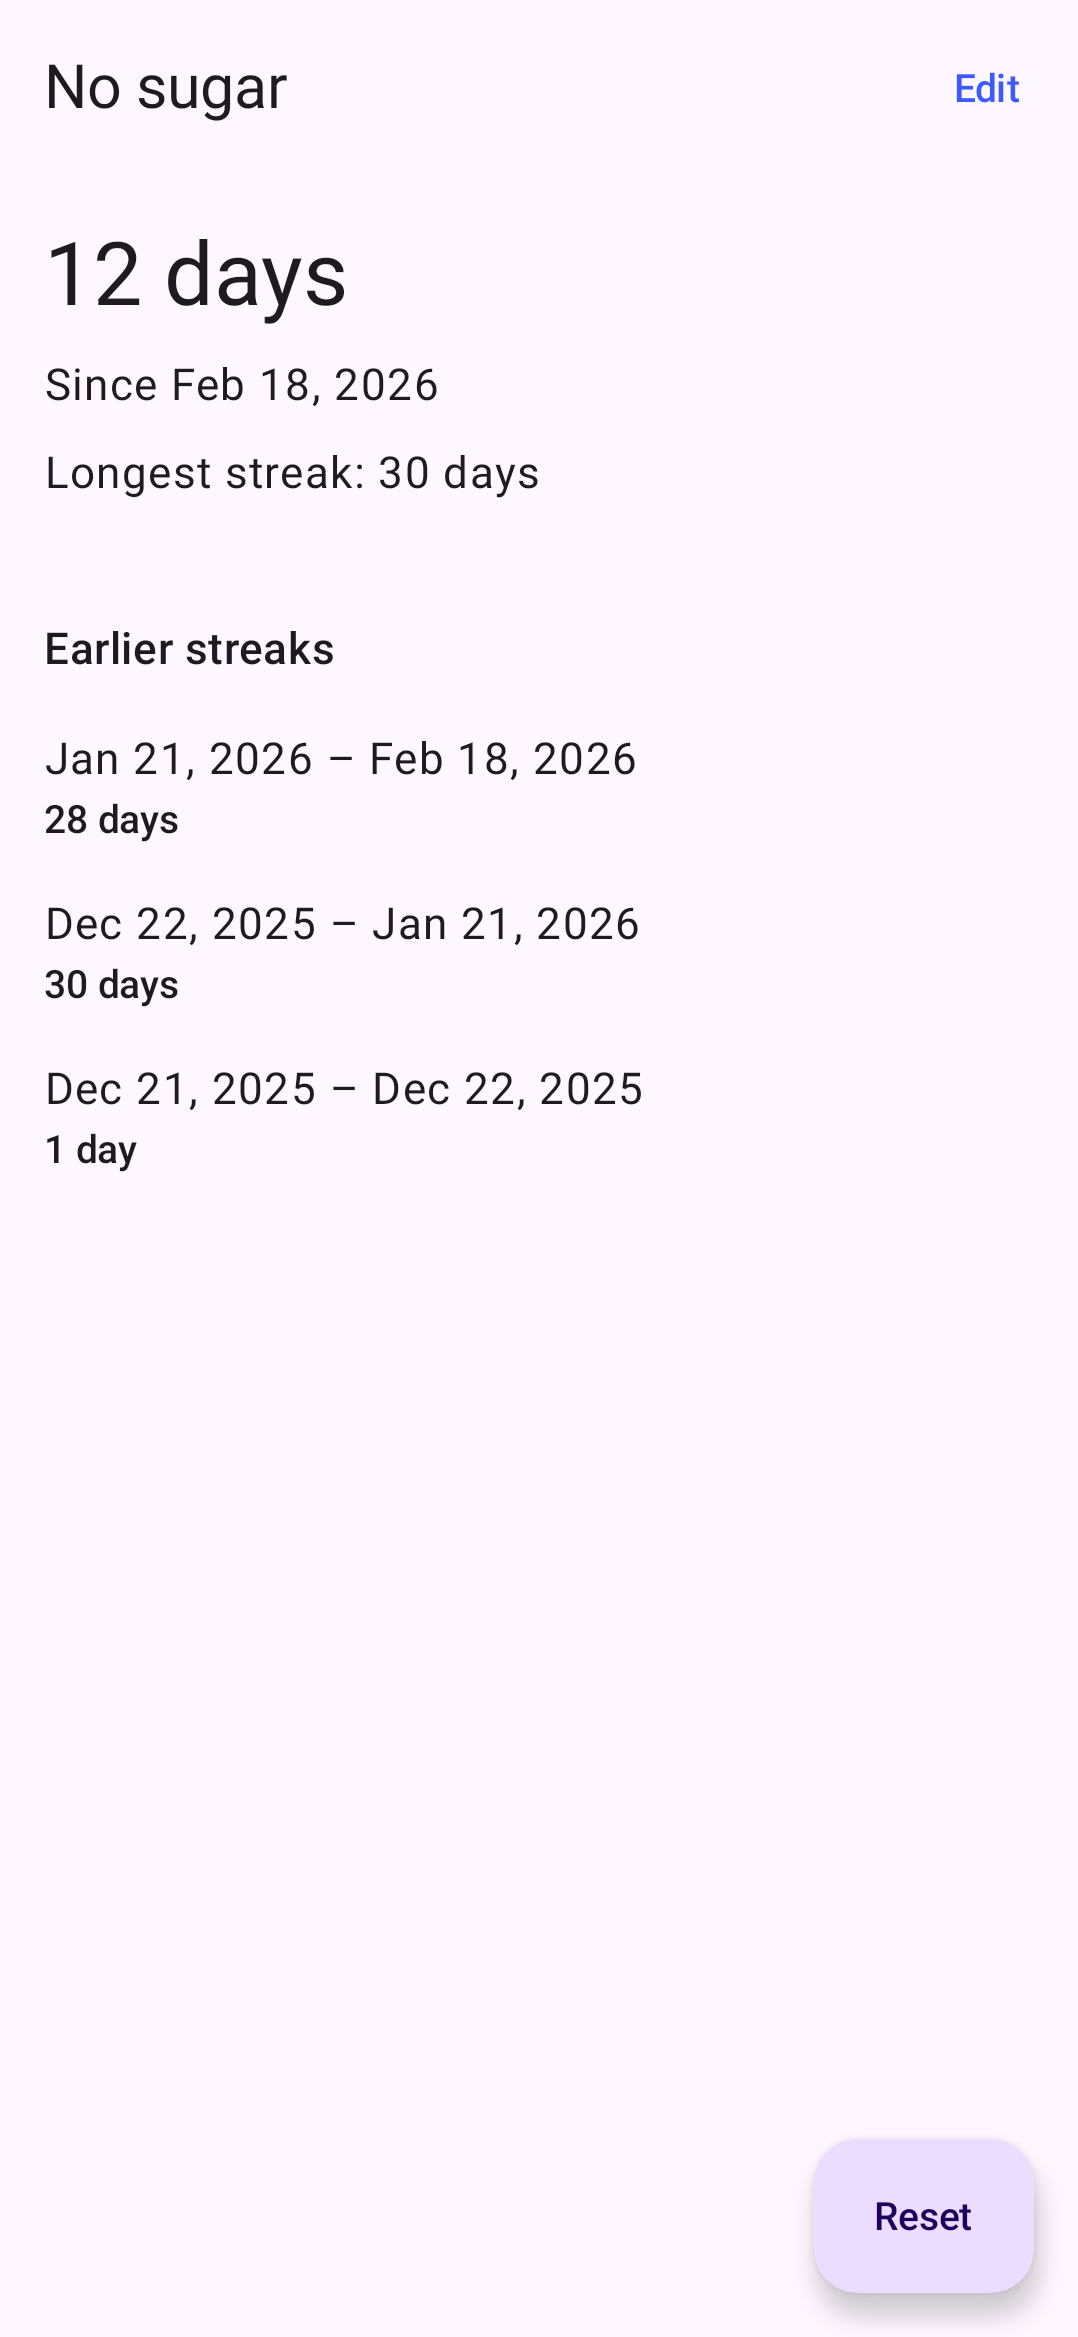 No sugar
Edit
12 days
Since Feb 18, 2026
Longest streak: 30 days
Earlier streaks
Jan 21, 2026 – Feb 18, 2026
28 days
Dec 22, 2025 – Jan 21, 2026
30 days
Dec 21, 2025 – Dec 22, 2025
1 day
Reset